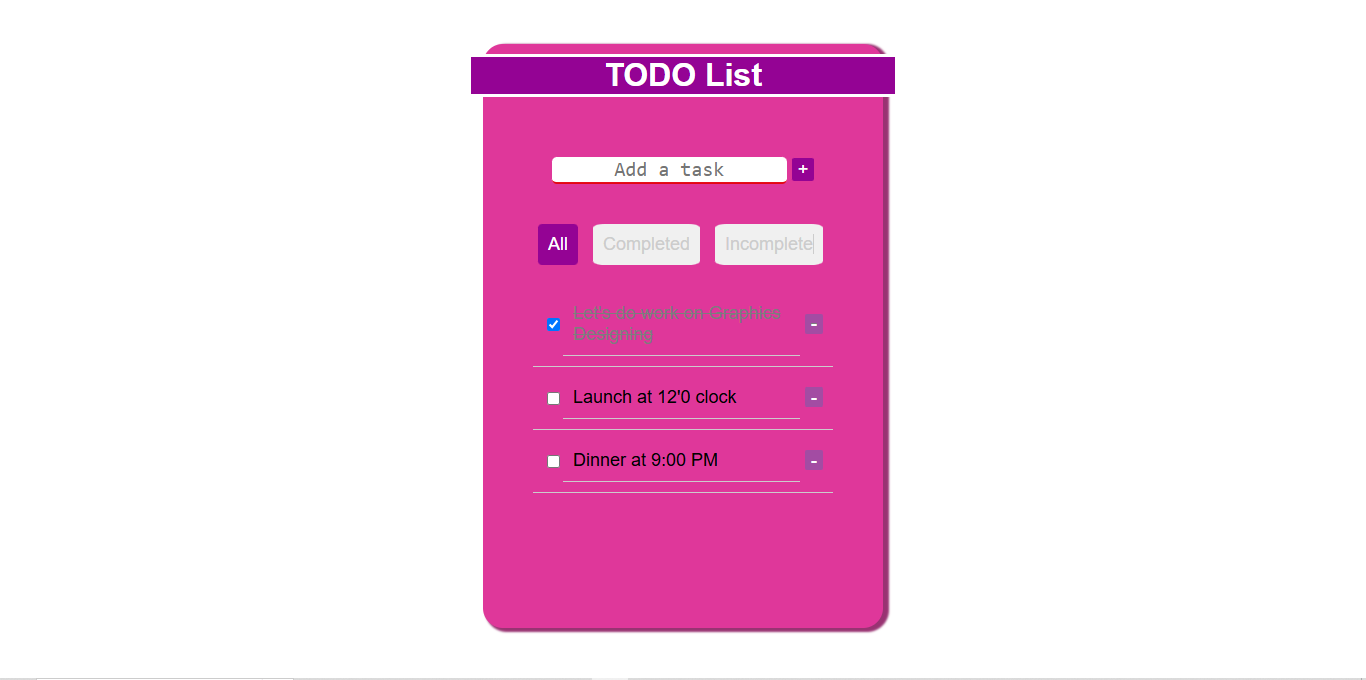 TODO List
Add a task +
All Completed Incomplete
Let's do work on Graphics
Designing -
Launch at 12'0 clock -
Dinner at 9:00 PM -